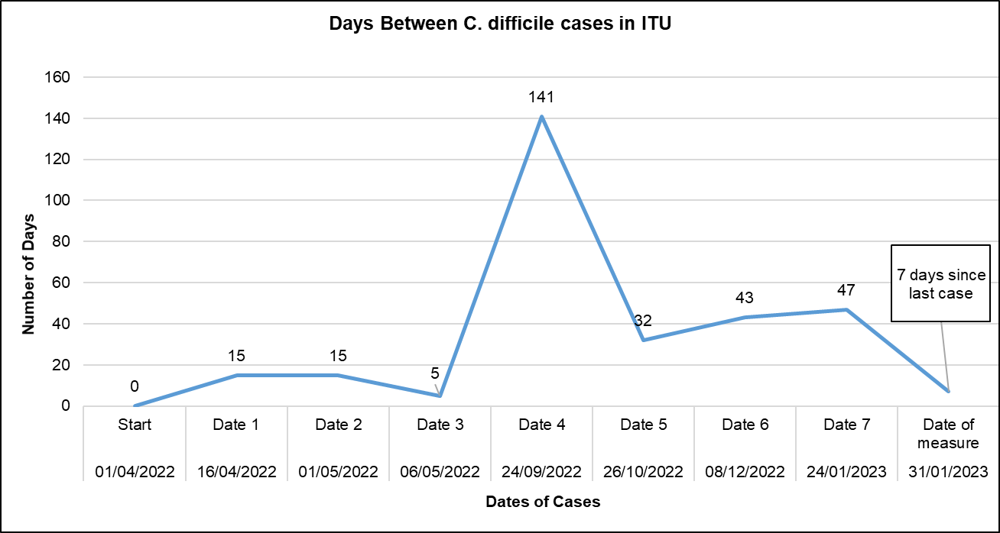 Days Between C. difficile cases in ITU
160
140
120
100
80
60
40
20
0
Number of Days
0
15
15
5
141
32
43
47
7 days since
last case
Start
Date 1
Date 2
Date 3
Date 4
Date 5
Date 6
Date 7
Date of
measure
01/04/2022
16/04/2022
01/05/2022
06/05/2022
24/09/2022
26/10/2022
08/12/2022
24/01/2023
31/01/2023
Dates of Cases